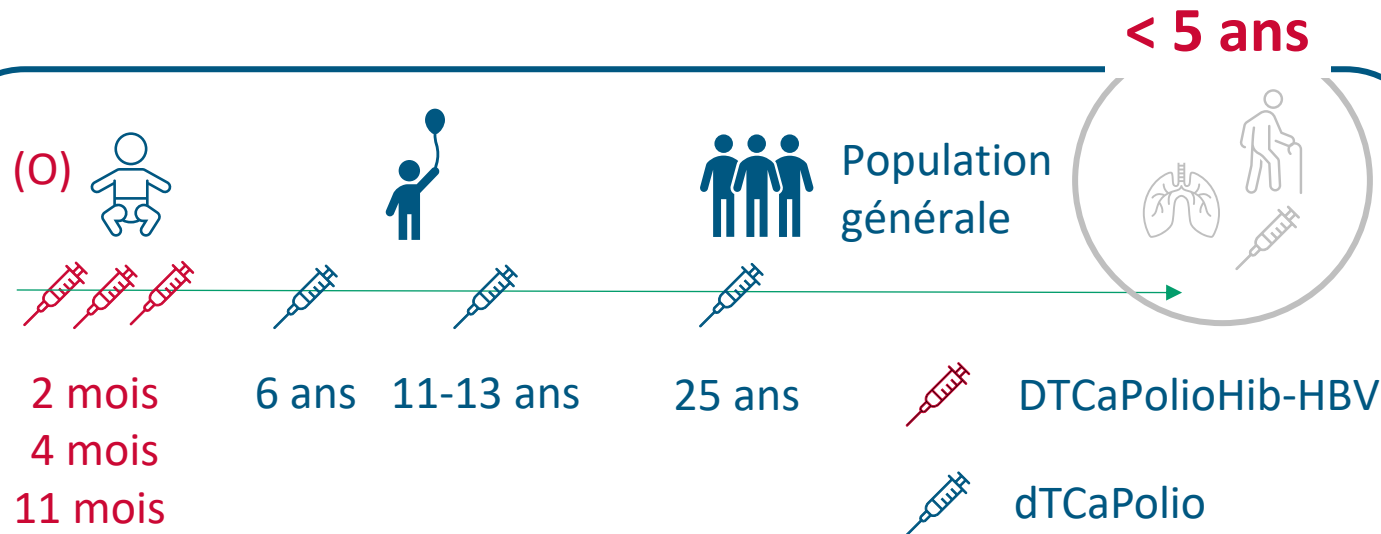 < 5 ans
(O)
Population
générale
2 mois
4 mois
11 mois
6 ans
11-13 ans
25 ans
DTCaPolioHib-HBV
dTCaPolio